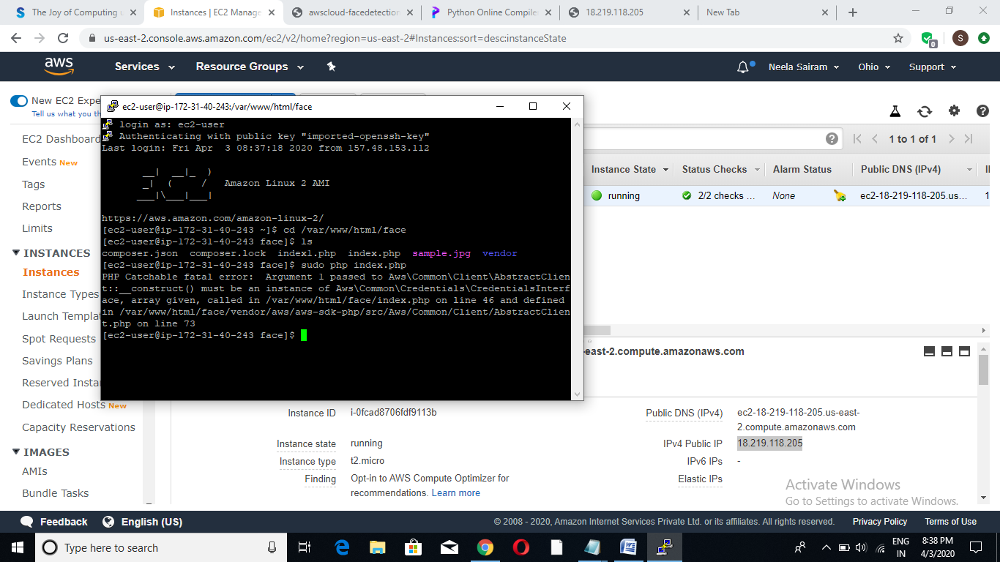 The Joy of Computing u
Instances | EC2 Manage
awscloud-facedetection
Python Online Compiler
18.219.118.205
New Tab
us-east-2.console.aws.amazon.com/ec2/v2/home?region=us-east-2#Instances:sort=desc:instanceState
0
S
aws
Services
Resource Groups
Neela Sairam
Ohio
Support
New EC2 Expe
Tell us what you th
EC2 Dashboard
Events New
Tags
Reports
Limits
INSTANCES
Instances
Instance Types
Launch Templat
Spot Requests
Savings Plans
Reserved Insta
Dedicated Hosts New
Capacity Reservations
IMAGES
AMIs
Bundle Tasks
ec2-user@ip-172-31-40-243:/var/www/html/face
login as: ec2-user
Authenticating with public key "imported-openssh-key"
Last login: Fri Apr  3 08:37:18 2020 from 157.48.153.112
       __|  __|_  )
       _|  (     /   Amazon Linux 2 AMI
      ___|\___|___|
https://aws.amazon.com/amazon-linux-2/
[ec2-user@ip-172-31-40-243 ~]$ cd /var/www/html/face
[ec2-user@ip-172-31-40-243 face]$ ls
composer.json  composer.lock  index1.php  index.php  sample.jpg  vendor
[ec2-user@ip-172-31-40-243 face]$ sudo php index.php
PHP Catchable fatal error:  Argument 1 passed to Aws\Common\Client\AbstractClien
t::__construct() must be an instance of Aws\Common\Credentials\CredentialsInterf
ace, array given, called in /var/www/html/face/index.php on line 46 and defined
in /var/www/html/face/vendor/aws/aws-sdk-php/src/Aws/Common/Client/AbstractClien
t.php on line 73
[ec2-user@ip-172-31-40-243 face]$
1 to 1 of 1
Instance State
Status Checks
Alarm Status
Public DNS (IPv4)
running
2/2 checks ...
None
ec2-18-219-118-205.us...
1
-east-2.compute.amazonaws.com
Instance ID
i-0fcad8706fdf9113b
Public DNS (IPv4)
ec2-18-219-118-205.us-east-
2.compute.amazonaws.com
Instance state
running
IPv4 Public IP
18.219.118.205
Instance type
t2.micro
IPv6 IPs
-
Finding
Opt-in to AWS Compute Optimizer for
recommendations. Learn more
Elastic IPs
Activate Windows
Go to Settings to activate Windows.
Feedback
English (US)
© 2008 - 2020, Amazon Internet Services Private Ltd. or its affiliates. All rights reserved.
Privacy Policy
Terms of Use
Type here to search
ENG
IN
8:38 PM
4/3/2020